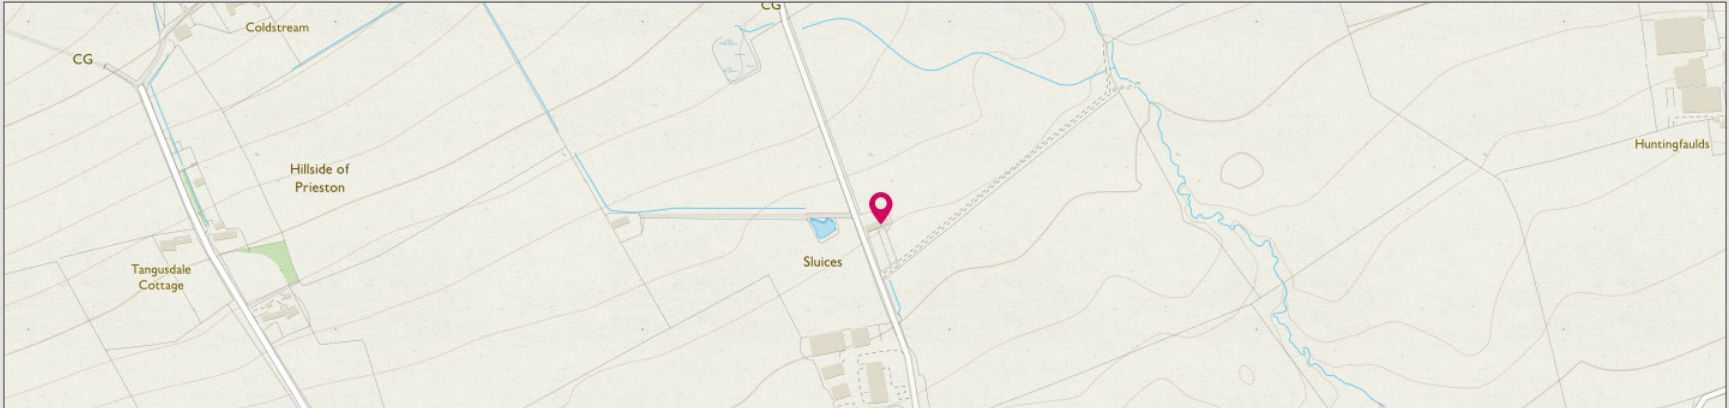 CG
Coldstream
CG
Huntingfaulds
Hillside of
Prieston
Sluices
Tangusdale
Cottage